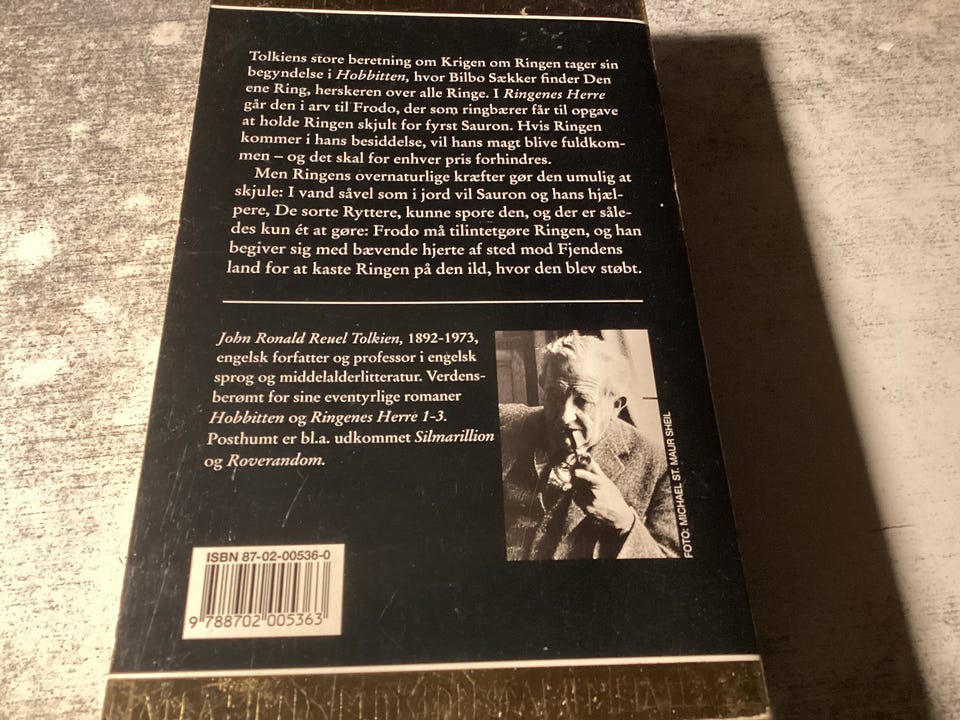 Tolkiens store beretning om Krigen om Ringen tager sin
begyndelse i Hobbitten, hvor Bilbo Sækker finder Den
ene Ring, herskeren over alle Ringe. I Ringenes Herre
går den i arv til Frodo, der som ringbærer får til opgave
at holde Ringen skjult for fyrst Sauron. Hvis Ringen
kommer i hans besiddelse, vil hans magt blive fuldkom-
men – og det skal for enhver pris forhindres.
Men Ringens overnaturlige kræfter gør den umulig at
skjule: I vand såvel som i jord vil Sauron og hans hjæl-
pere, De sorte Ryttere, kunne spore den, og der er såle-
des kun ét at gøre: Frodo må tilintetgøre Ringen, og han
begiver sig med bævende hjerte af sted mod Fjendens
land for at kaste Ringen på den ild, hvor den blev støbt.
John Ronald Reuel Tolkien, 1892-1973,
engelsk forfatter og professor i engelsk
sprog og middelalderlitteratur. Verdens-
berømt for sine eventyrlige romaner
Hobbitten og Ringenes Herre 1-3.
Posthumt er bl.a. udkommet Silmarillion
og Roverandom.
FOTO: MICHAEL ST. MAUR SHEIL
ISBN 87-02-00536-0
9 788702 005363